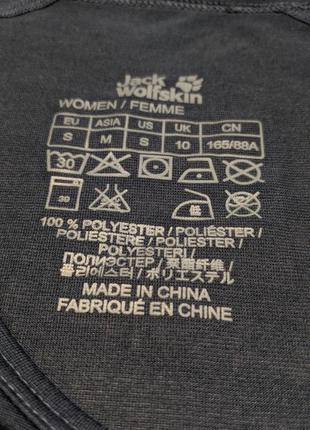 Jack
Wolfskin
WOMEN / FEMME
EU ASIA US UK CN
S M S 10 165/88A
30
30 低
100 % POLYESTER / POLIÉSTER /
POLIESTERE / POLIESTER /
POLYESTERI /
ПОЛИЭСТЕР / 聚酯纤维 /
폴리에스터 / ポリエステル
MADE IN CHINA
FABRIQUÉ EN CHINE